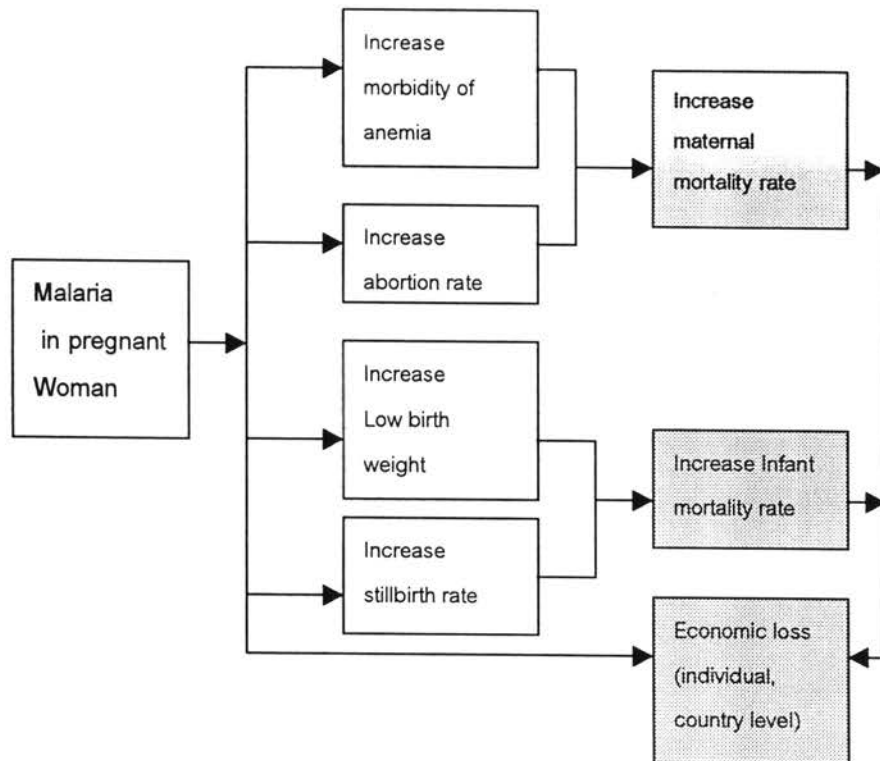 Malaria
in pregnant
Woman
Increase
morbidity of
anemia
Increase
abortion rate
Increase
Low birth
weight
Increase
stillbirth rate
Increase
maternal
mortality rate
Increase Infant
mortality rate
Economic loss
(individual,
country level)